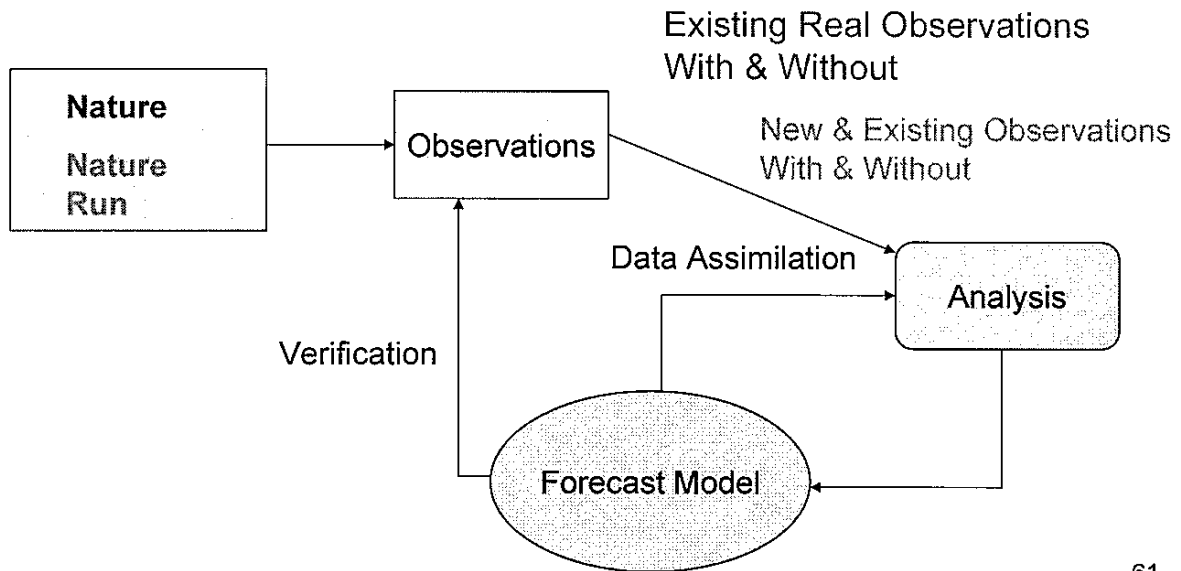 Existing Real Observations
With & Without
Nature
Nature
Run
Observations
New & Existing Observations
With & Without
Data Assimilation
Analysis
Verification
Forecast Model
61